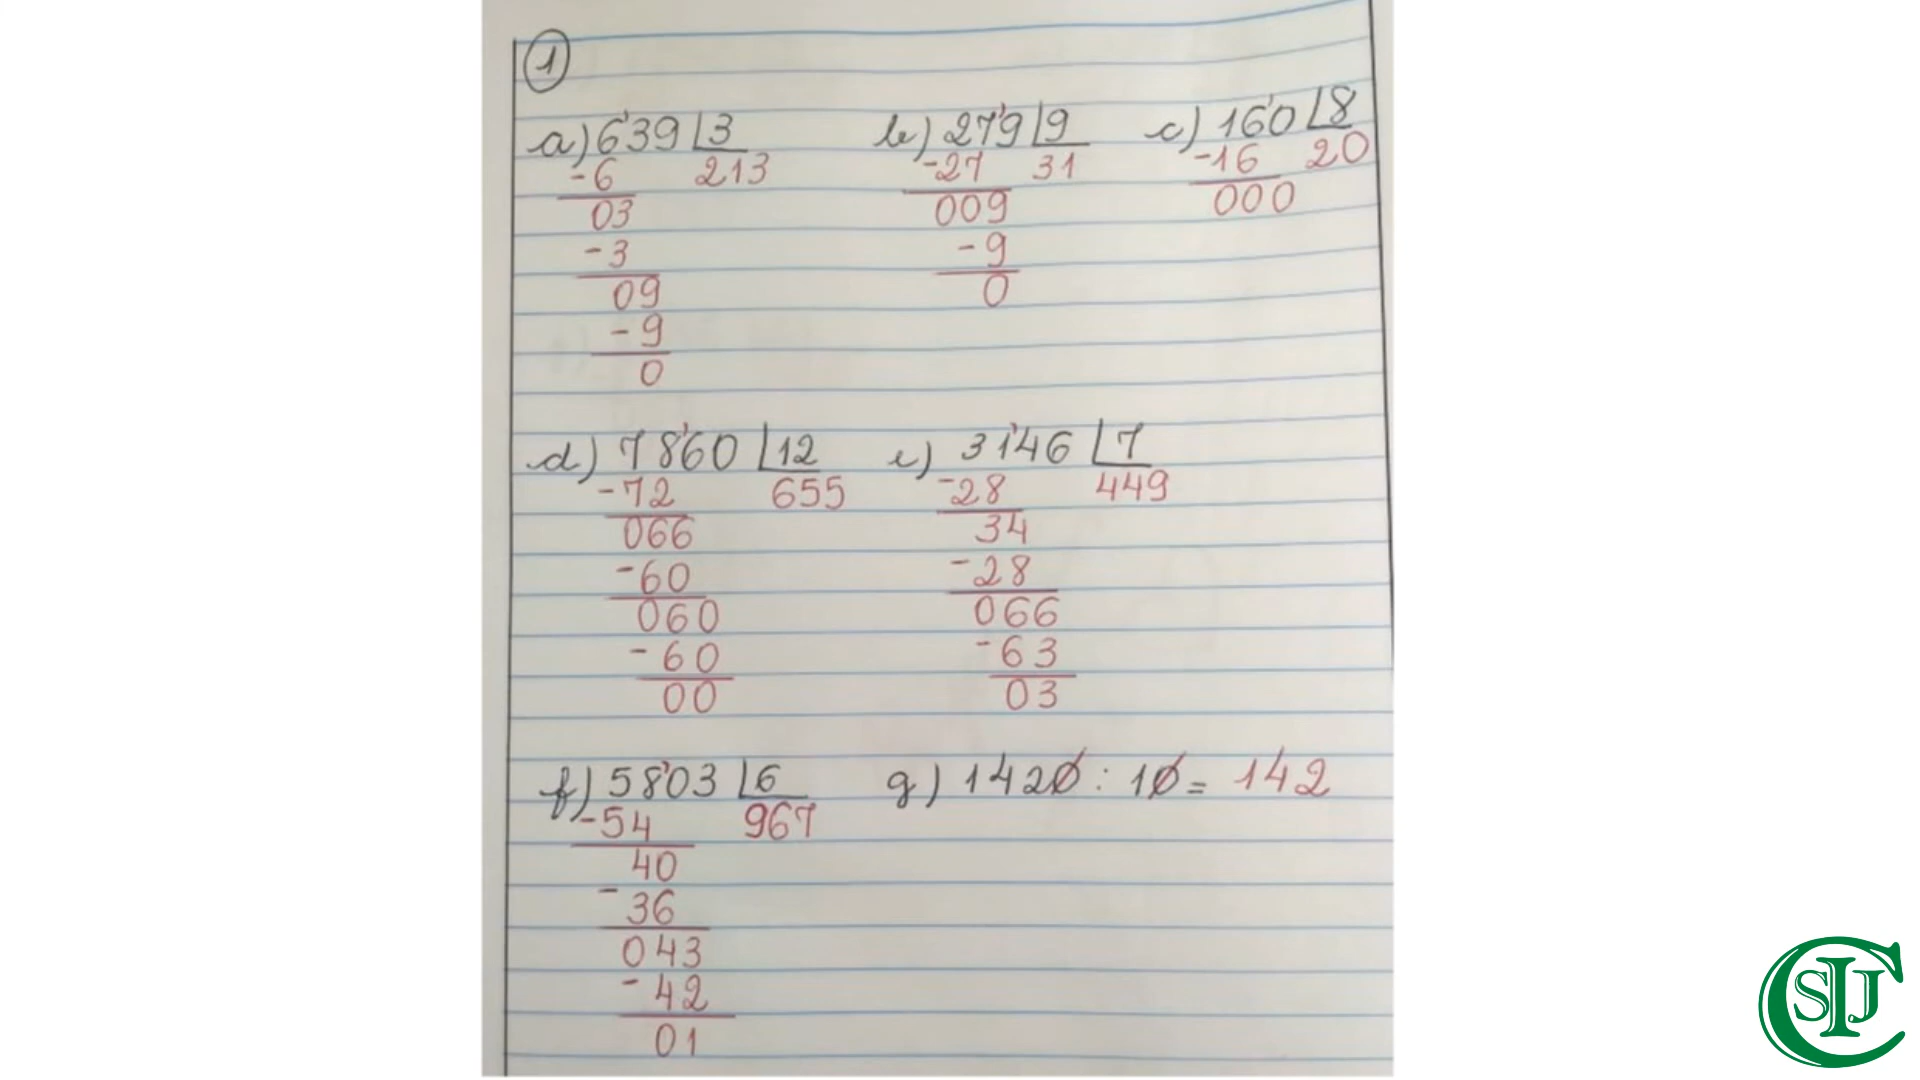 1
a) 639 3 b) 279 9 c) 160 8
-6 213 -27 31 -16 20
03 009 000
-3 -9
09 0
-9
0
d) 7860 12 e) 3146 7
-72 655 -28 449
066 34
-60 -28
060 066
-60 -63
00 03
f) 5803 6 g) 1420 : 10 = 142
-54 967
40
-36
043
-42
01
CSIJ